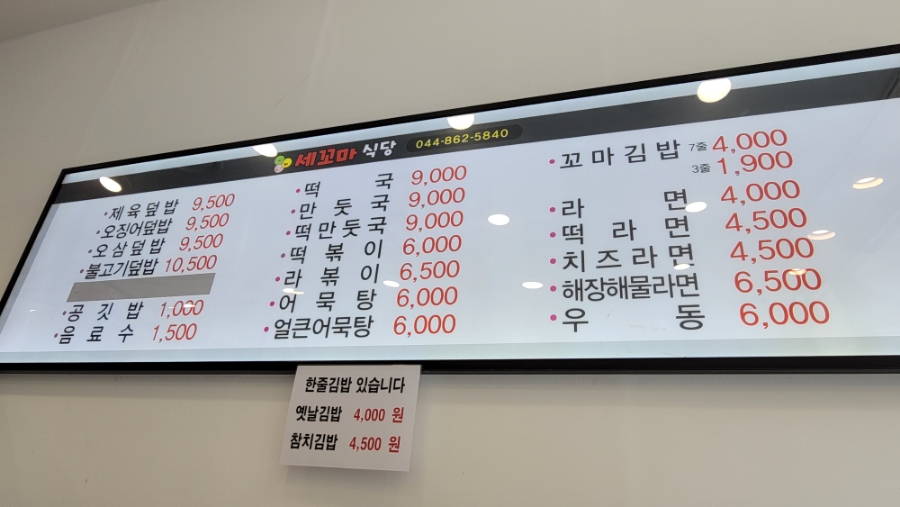 세꼬마 식당 044-862-5840
제육덮밥 9,500
오징어덮밥 9,500
오삼덮밥 9,500
불고기덮밥 10,500
공깃밥 1,000
음료수 1,500
떡국 9,000
만둣국 9,000
떡만둣국 9,000
떡볶이 6,000
라볶이 6,500
어묵탕 6,000
얼큰어묵탕 6,000
꼬마김밥 7줄 4,000
3줄 1,900
라면 4,000
떡라면 4,500
치즈라면 4,500
해장해물라면 6,500
우동 6,000
한줄김밥 있습니다
옛날김밥 4,000 원
참치김밥 4,500 원